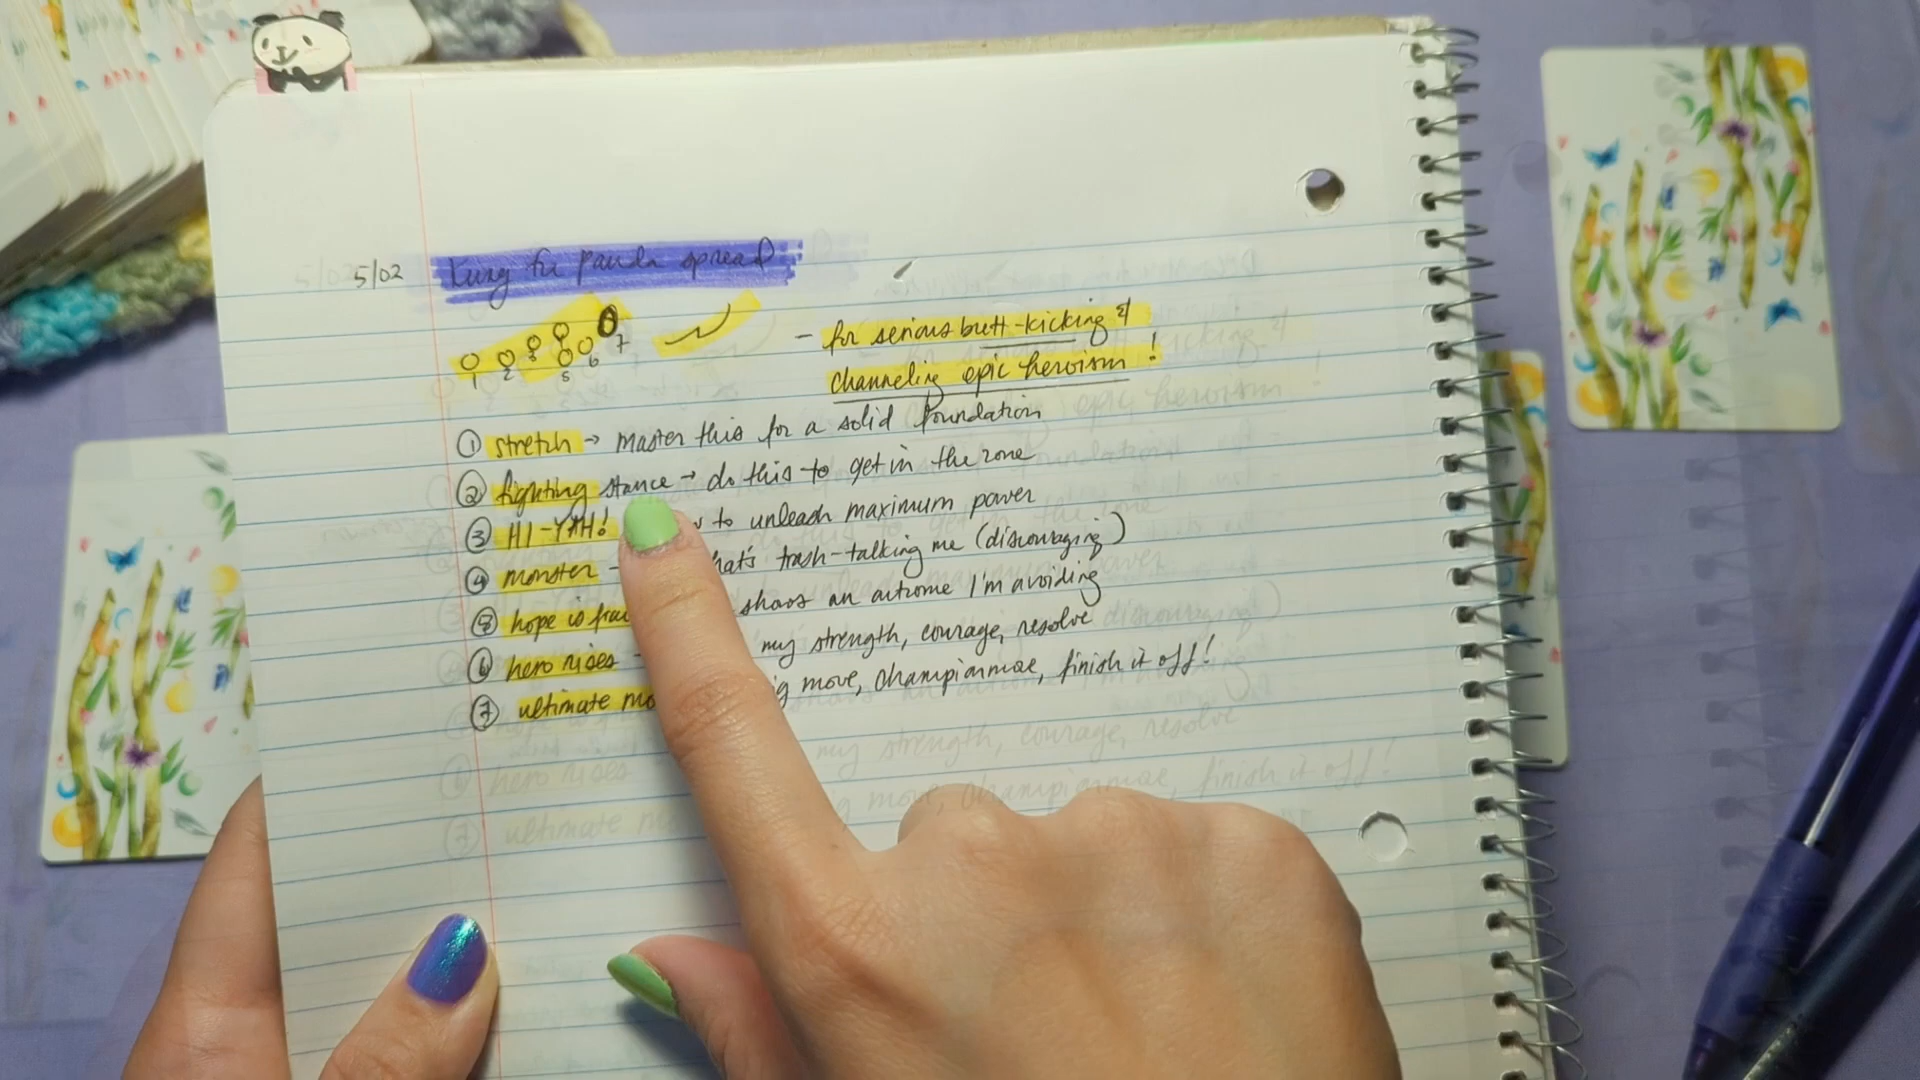 5/02 Kung fu panda spread
1 2 3 5 6 7
- for serious butt-kicking &
channeling epic heroism!
① stretch → master this for a solid foundation
② fighting stance → do this to get in the zone
③ HI-YAH! to unleash maximum power
④ monster - hat's trash-talking me (discouraging)
⑤ hope is shows an outcome I'm avoiding
⑥ hero rises - my strength, courage, resolve
⑦ ultimate mo ig move, championmae, finish it off!